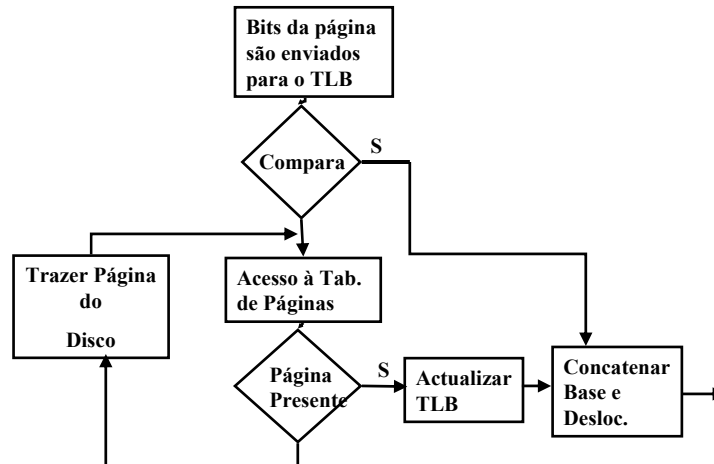 Bits da página
são enviados
para o TLB
Compara
S
Trazer Página
do
Disco
Acesso à Tab.
de Páginas
Página
Presente
S
Actualizar
TLB
Concatenar
Base e
Desloc.